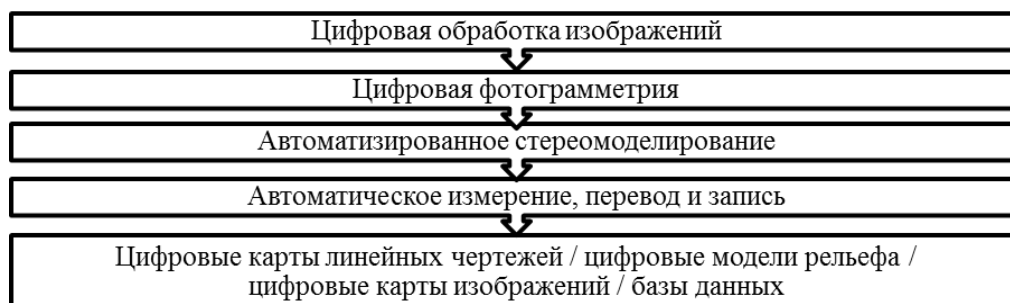 Цифровая обработка изображений
Цифровая фотограмметрия
Автоматизированное стереомоделирование
Автоматическое измерение, перевод и запись
Цифровые карты линейных чертежей / цифровые модели рельефа /
цифровые карты изображений / базы данных